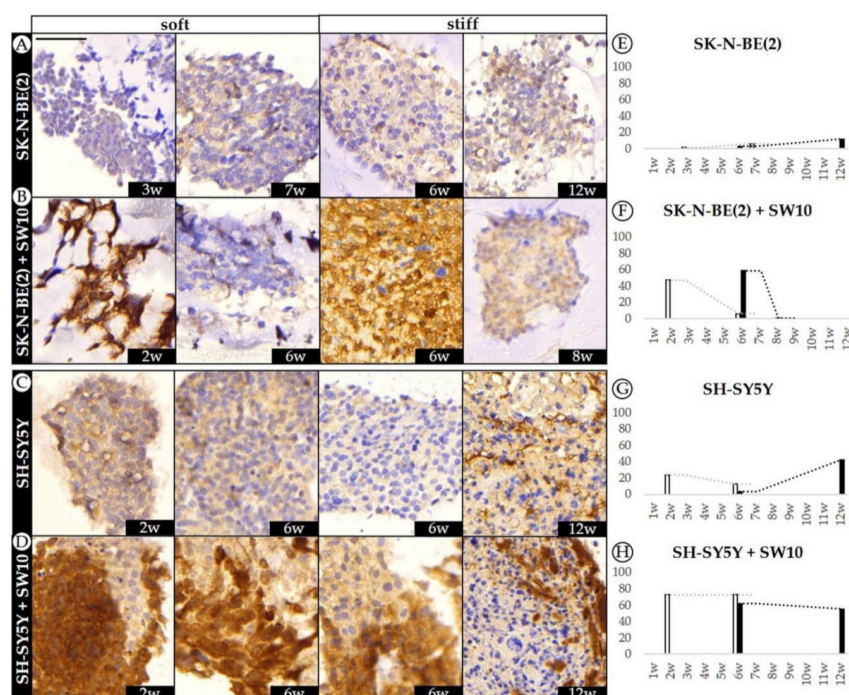 soft stiff
A SK-N-BE(2) 3w 7w 6w 12w
B SK-N-BE(2) + SW10 2w 6w 6w 8w
C SH-SY5Y 2w 6w 6w 12w
D SH-SY5Y + SW10 2w 6w 6w 12w
E SK-N-BE(2)
100
80
60
40
20
0
1w 2w 3w 4w 5w 6w 7w 8w 9w 10w 11w 12w
F SK-N-BE(2) + SW10
100
80
60
40
20
0
1w 2w 3w 4w 5w 6w 7w 8w 9w 10w 11w 12w
G SH-SY5Y
100
80
60
40
20
0
1w 2w 3w 4w 5w 6w 7w 8w 9w 10w 11w 12w
H SH-SY5Y + SW10
100
80
60
40
20
0
1w 2w 3w 4w 5w 6w 7w 8w 9w 10w 11w 12w